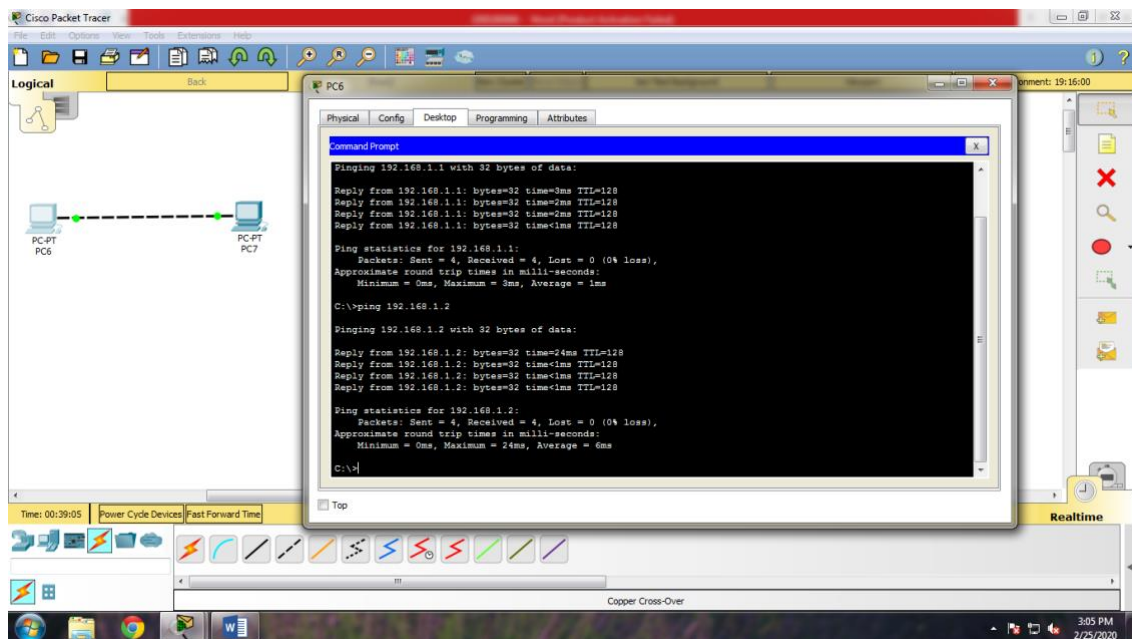 Cisco Packet Tracer
File Edit Options View Tools Extensions Help
Logical
Back
PC6
Environment: 19:16:00
Physical Config Desktop Programming Attributes
Command Prompt
X
Pinging 192.168.1.1 with 32 bytes of data:
Reply from 192.168.1.1: bytes=32 time=3ms TTL=128
Reply from 192.168.1.1: bytes=32 time=2ms TTL=128
Reply from 192.168.1.1: bytes=32 time=2ms TTL=128
Reply from 192.168.1.1: bytes=32 time<1ms TTL=128
Ping statistics for 192.168.1.1:
Packets: Sent = 4, Received = 4, Lost = 0 (0% loss),
Approximate round trip times in milli-seconds:
Minimum = 0ms, Maximum = 3ms, Average = 1ms
C:\>ping 192.168.1.2
Pinging 192.168.1.2 with 32 bytes of data:
Reply from 192.168.1.2: bytes=32 time=24ms TTL=128
Reply from 192.168.1.2: bytes=32 time<1ms TTL=128
Reply from 192.168.1.2: bytes=32 time<1ms TTL=128
Reply from 192.168.1.2: bytes=32 time<1ms TTL=128
Ping statistics for 192.168.1.2:
Packets: Sent = 4, Received = 4, Lost = 0 (0% loss),
Approximate round trip times in milli-seconds:
Minimum = 0ms, Maximum = 24ms, Average = 6ms
C:\>
Top
PC-PT
PC6
PC-PT
PC7
Time: 00:39:05 Power Cycle Devices Fast Forward Time
Realtime
Copper Cross-Over
3:05 PM
2/25/2020